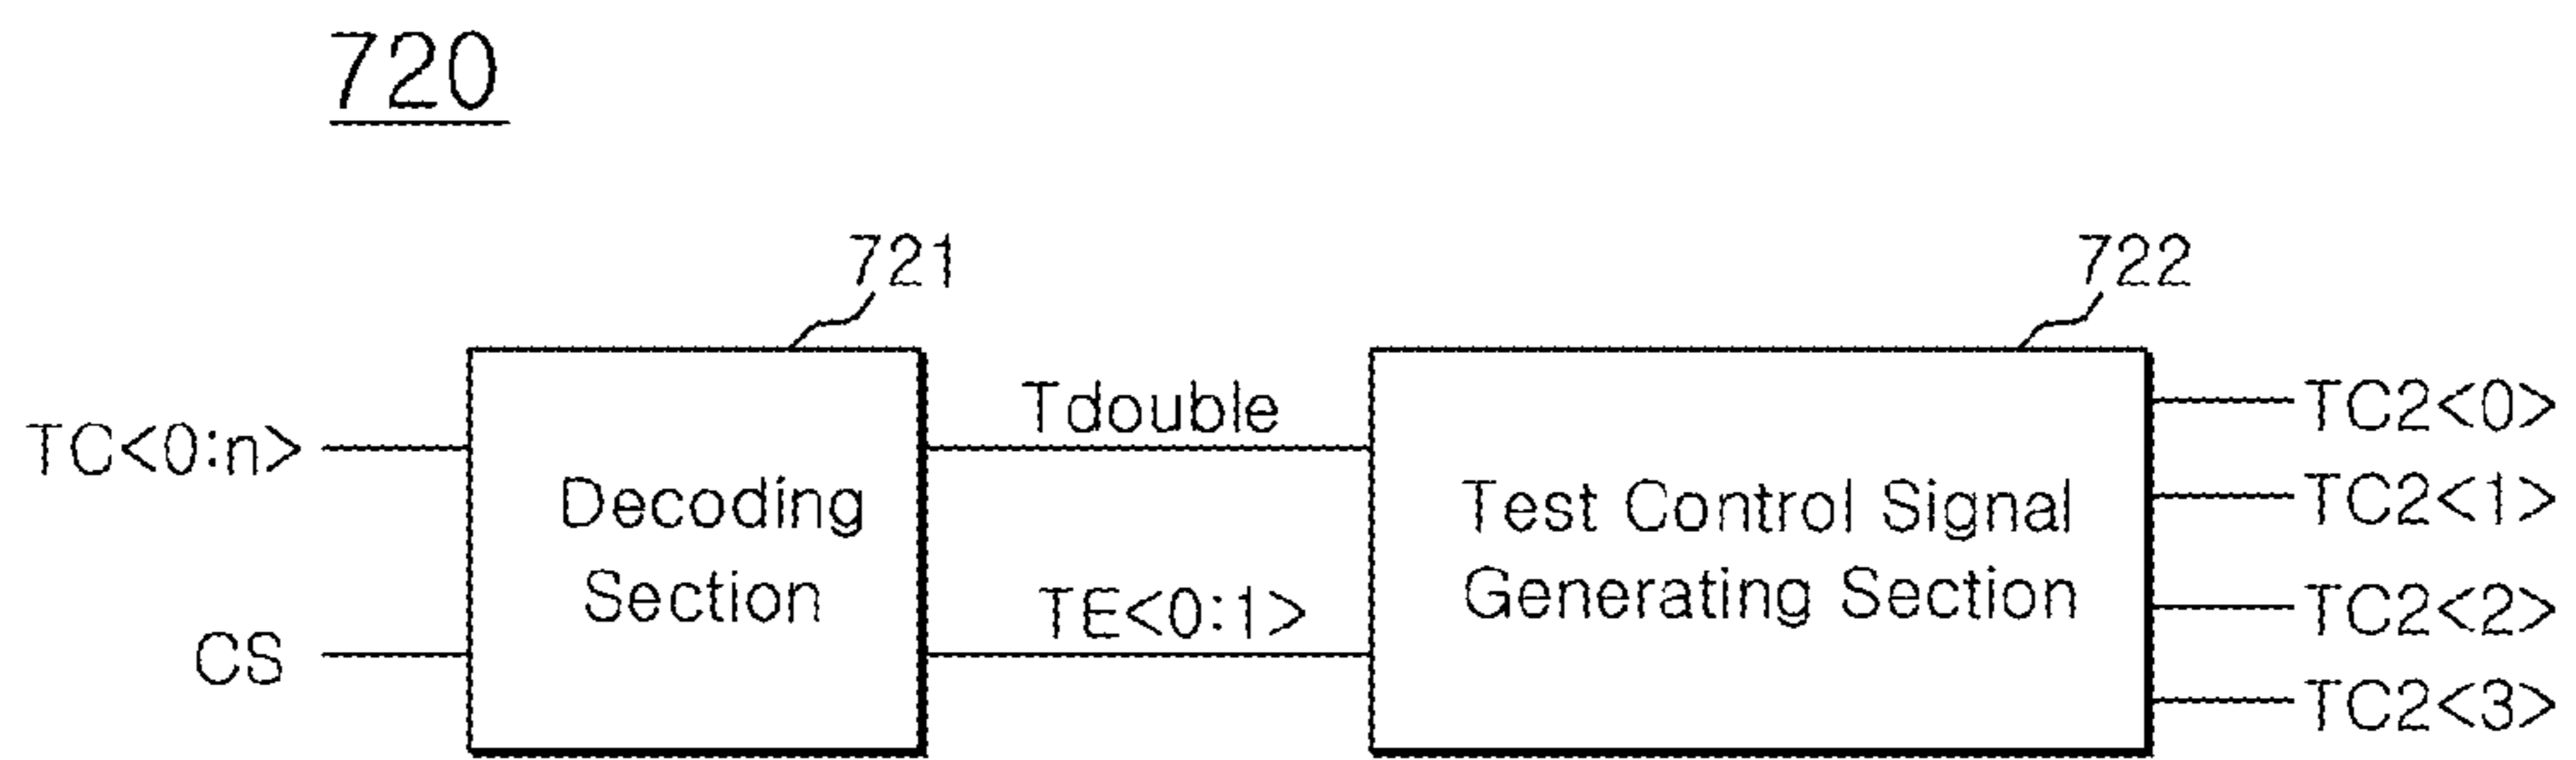 720
721
722
TC<0:n>
CS
Decoding
Section
Tdouble
TE<0:1>
Test Control Signal
Generating Section
TC2<0>
TC2<1>
TC2<2>
TC2<3>